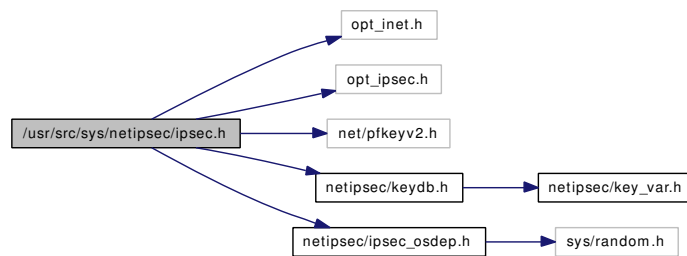 opt_inet.h
opt_ipsec.h
/usr/src/sys/netipsec/ipsec.h
net/pfkeyv2.h
netipsec/keydb.h
netipsec/key_var.h
netipsec/ipsec_osdep.h
sys/random.h